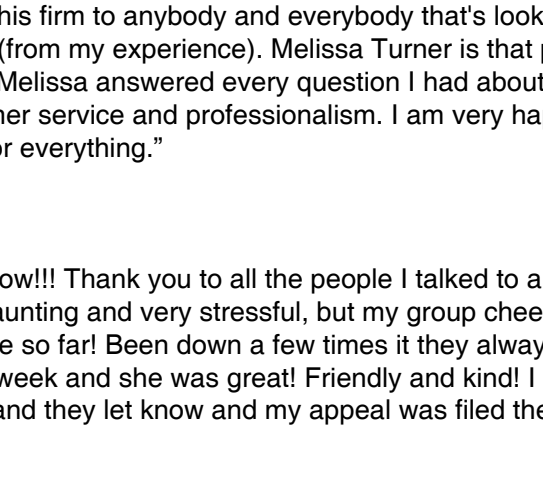 his firm to anybody and everybody that's look
(from my experience). Melissa Turner is that
Melissa answered every question I had about
ner service and professionalism. I am very ha
or everything.”
ow!!! Thank you to all the people I talked to a
aunting and very stressful, but my group chee
e so far! Been down a few times it they alway
week and she was great! Friendly and kind! I
and they let know and my appeal was filed the